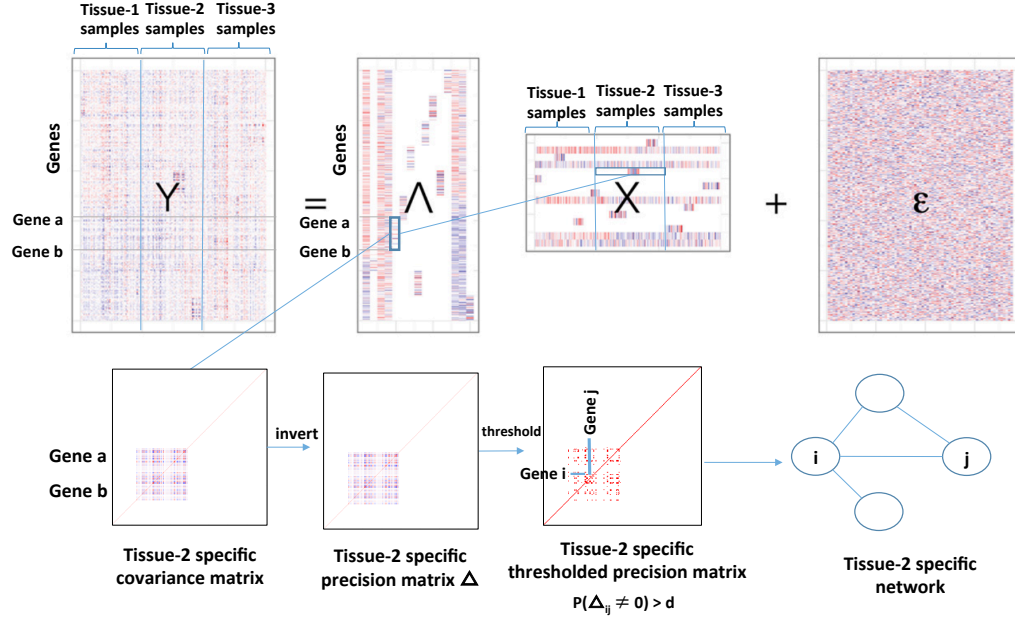 Tissue-1 Tissue-2 Tissue-3
samples samples samples
Genes
Y
Gene a
Gene b
=
Genes
Λ
Gene a
Gene b
Tissue-1 Tissue-2 Tissue-3
samples samples samples
X
+
ε
Gene a
Gene b
Tissue-2 specific
covariance matrix
invert
Tissue-2 specific
precision matrix Δ
threshold
Gene j
Gene i
Tissue-2 specific
thresholded precision matrix
P(Δij ≠ 0) > d
i
j
Tissue-2 specific
network